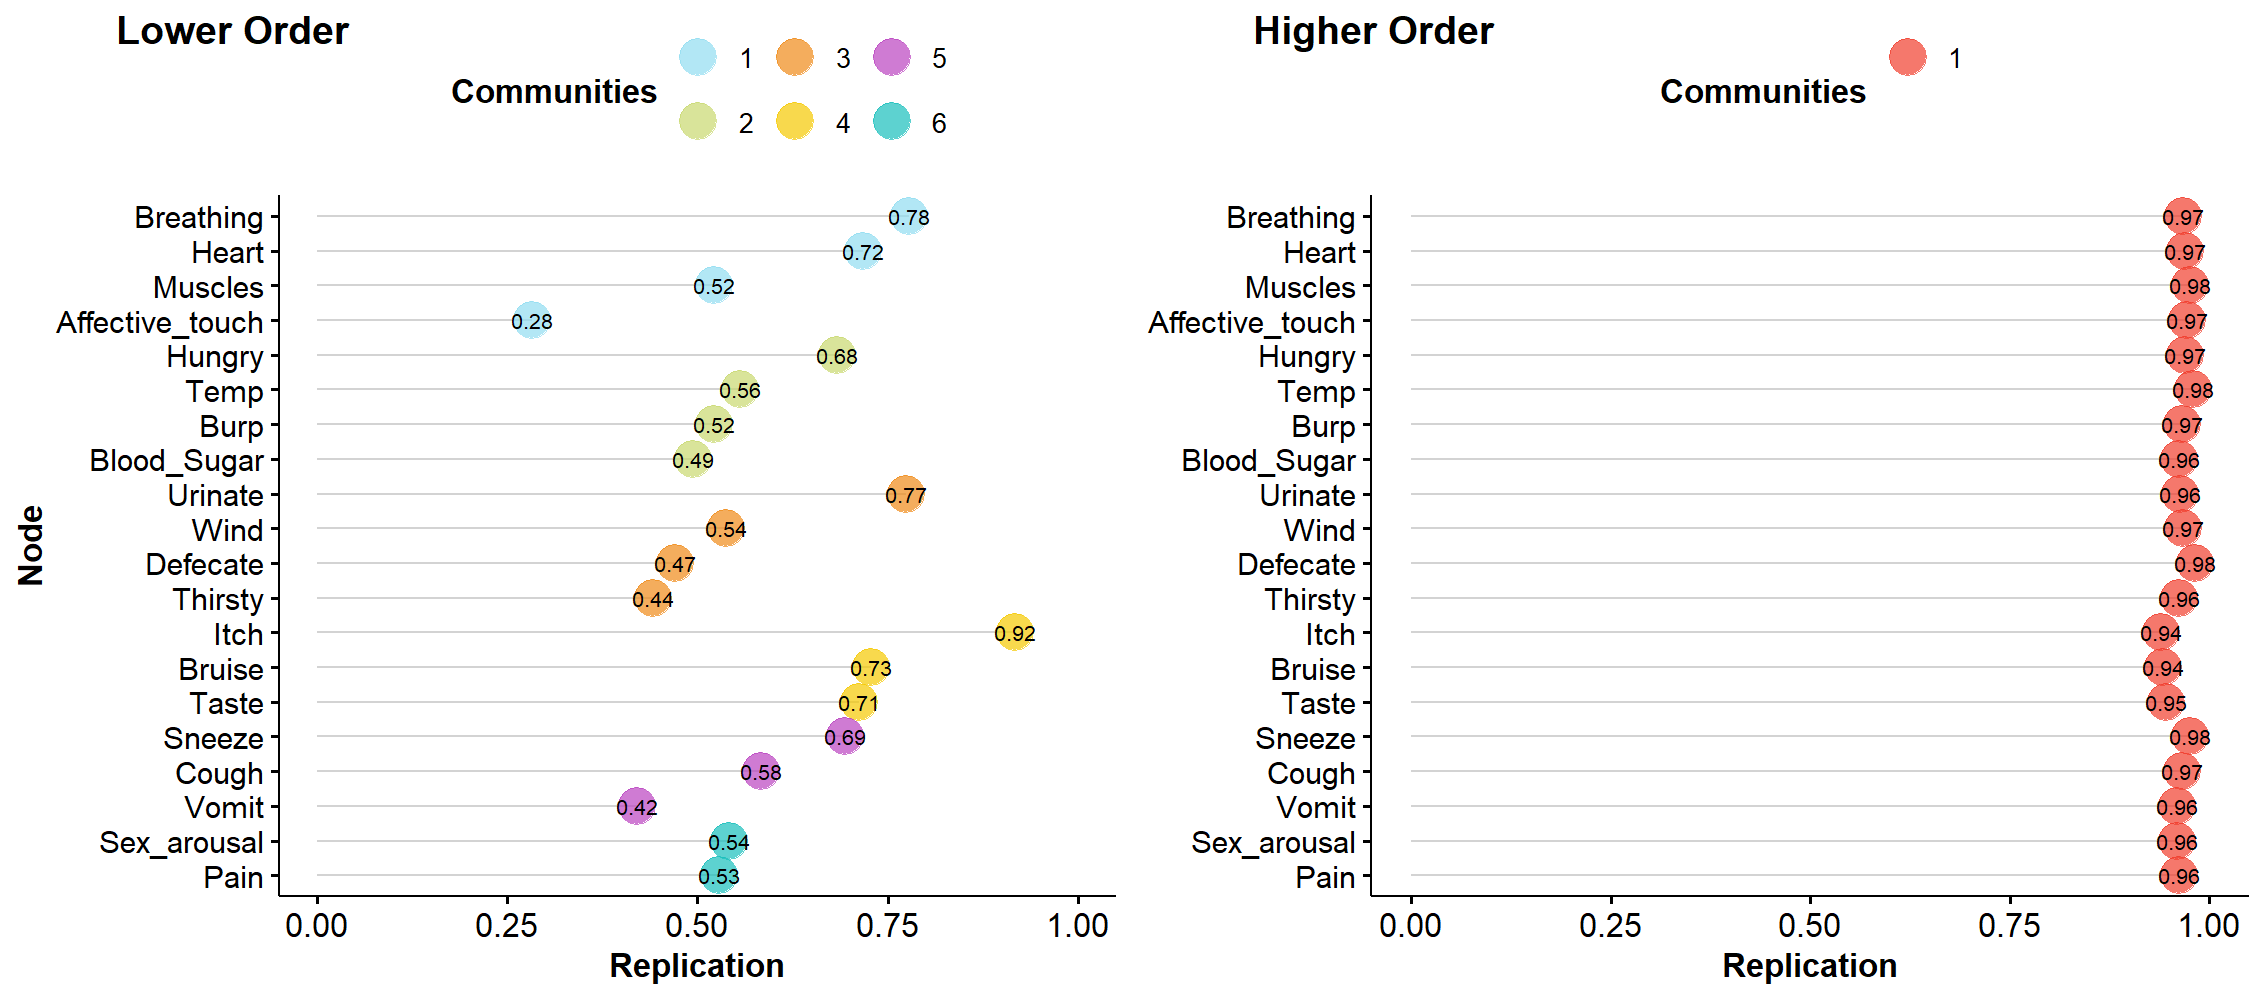 Lower Order
Communities
1 3 5
2 4 6
Node
Breathing 0.78
Heart 0.72
Muscles 0.52
Affective_touch 0.28
Hungry 0.68
Temp 0.56
Burp 0.52
Blood_Sugar 0.49
Urinate 0.77
Wind 0.54
Defecate 0.47
Thirsty 0.44
Itch 0.92
Bruise 0.73
Taste 0.71
Sneeze 0.69
Cough 0.58
Vomit 0.42
Sex_arousal 0.54
Pain 0.53
0.00 0.25 0.50 0.75 1.00
Replication
Higher Order
Communities
1
Breathing 0.97
Heart 0.97
Muscles 0.98
Affective_touch 0.97
Hungry 0.97
Temp 0.98
Burp 0.97
Blood_Sugar 0.96
Urinate 0.96
Wind 0.97
Defecate 0.98
Thirsty 0.96
Itch 0.94
Bruise 0.94
Taste 0.95
Sneeze 0.98
Cough 0.97
Vomit 0.96
Sex_arousal 0.96
Pain 0.96
0.00 0.25 0.50 0.75 1.00
Replication